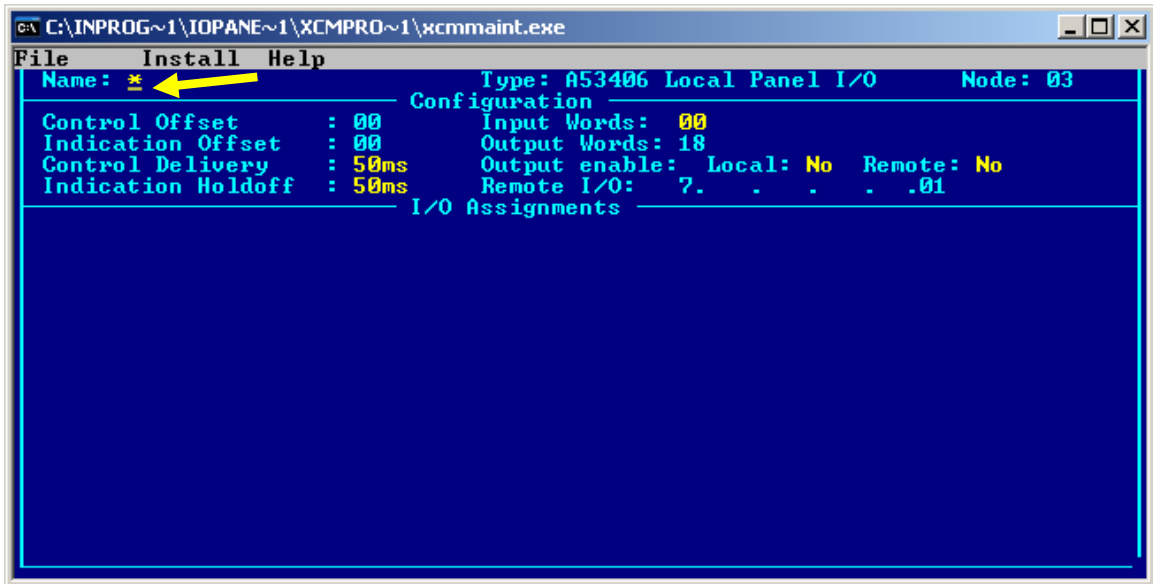 C:\INPROG~1\IOPANE~1\XCMPRO~1\xcmmaint.exe
File Install Help
Name: * Type: A53406 Local Panel I/O Node: 03
Configuration
Control Offset : 00 Input Words: 00
Indication Offset : 00 Output Words: 18
Control Delivery : 50ms Output enable: Local: No Remote: No
Indication Holdoff : 50ms Remote I/O: 7. . . . .01
I/O Assignments